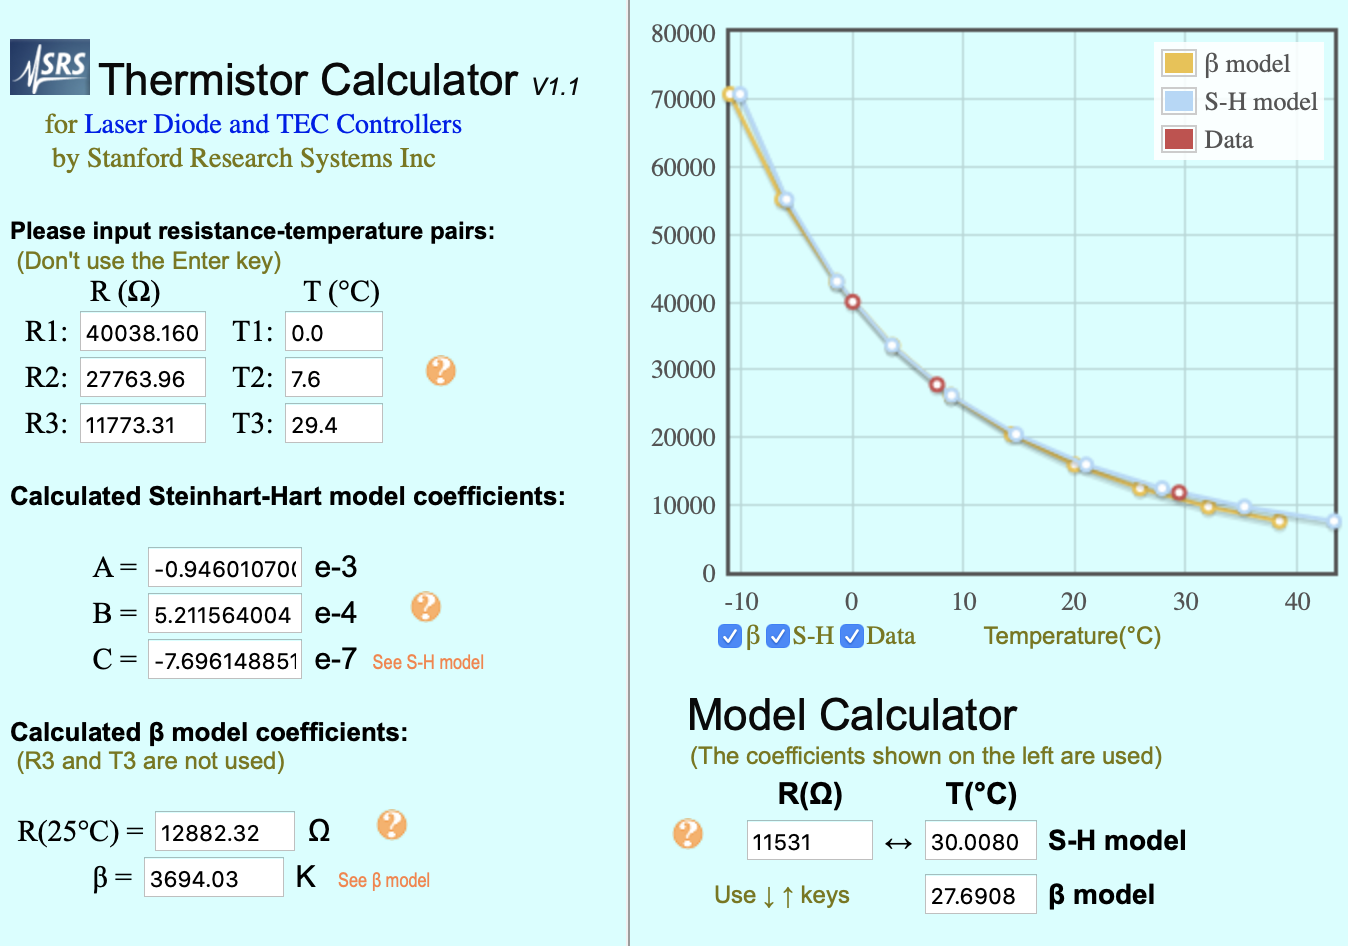 SRS Thermistor Calculator V1.1
for Laser Diode and TEC Controllers
by Stanford Research Systems Inc
Please input resistance-temperature pairs:
(Don't use the Enter key)
R (Ω) T (°C)
R1: 40038.160 T1: 0.0
R2: 27763.96 T2: 7.6 ?
R3: 11773.31 T3: 29.4
Calculated Steinhart-Hart model coefficients:
A = -0.94601070 e-3
B = 5.211564004 e-4 ?
C = -7.696148851 e-7 See S-H model
Calculated β model coefficients:
(R3 and T3 are not used)
R(25°C) = 12882.32 Ω ?
β = 3694.03 K See β model
80000
70000
60000
50000
40000
30000
20000
10000
0
β model
S-H model
Data
-10 0 10 20 30 40
β S-H Data Temperature(°C)
Model Calculator
(The coefficients shown on the left are used)
R(Ω) T(°C)
? 11531 ↔ 30.0080 S-H model
Use ↓↑ keys 27.6908 β model